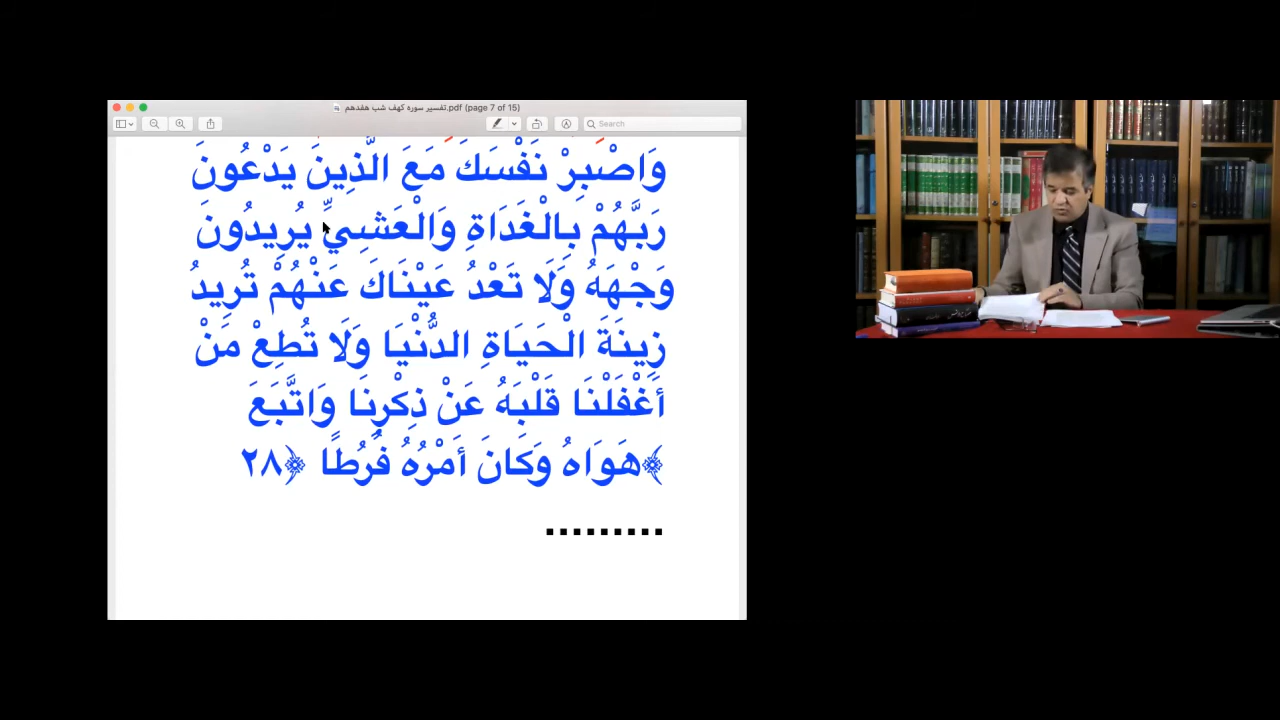 تفسیر سوره کهف شب هفدهم.pdf (page 7 of 15)
Search
وَاصْبِرْ نَفْسَكَ مَعَ الَّذِينَ يَدْعُونَ
رَبَّهُمْ بِالْغَدَاةِ وَالْعَشِيِّ يُرِيدُونَ
وَجْهَهُ وَلَا تَعْدُ عَيْنَاكَ عَنْهُمْ تُرِيدُ
زِينَةَ الْحَيَاةِ الدُّنْيَا وَلَا تُطِعْ مَنْ
أَغْفَلْنَا قَلْبَهُ عَنْ ذِكْرِنَا وَاتَّبَعَ
هَوَاهُ وَكَانَ أَمْرُهُ فُرُطًا ﴿۲۸﴾
.........